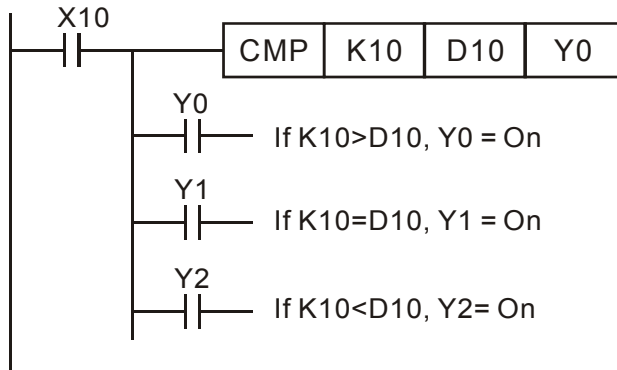 X10
CMP K10 D10 Y0
Y0
If K10>D10, Y0 = On
Y1
If K10=D10, Y1 = On
Y2
If K10<D10, Y2= On